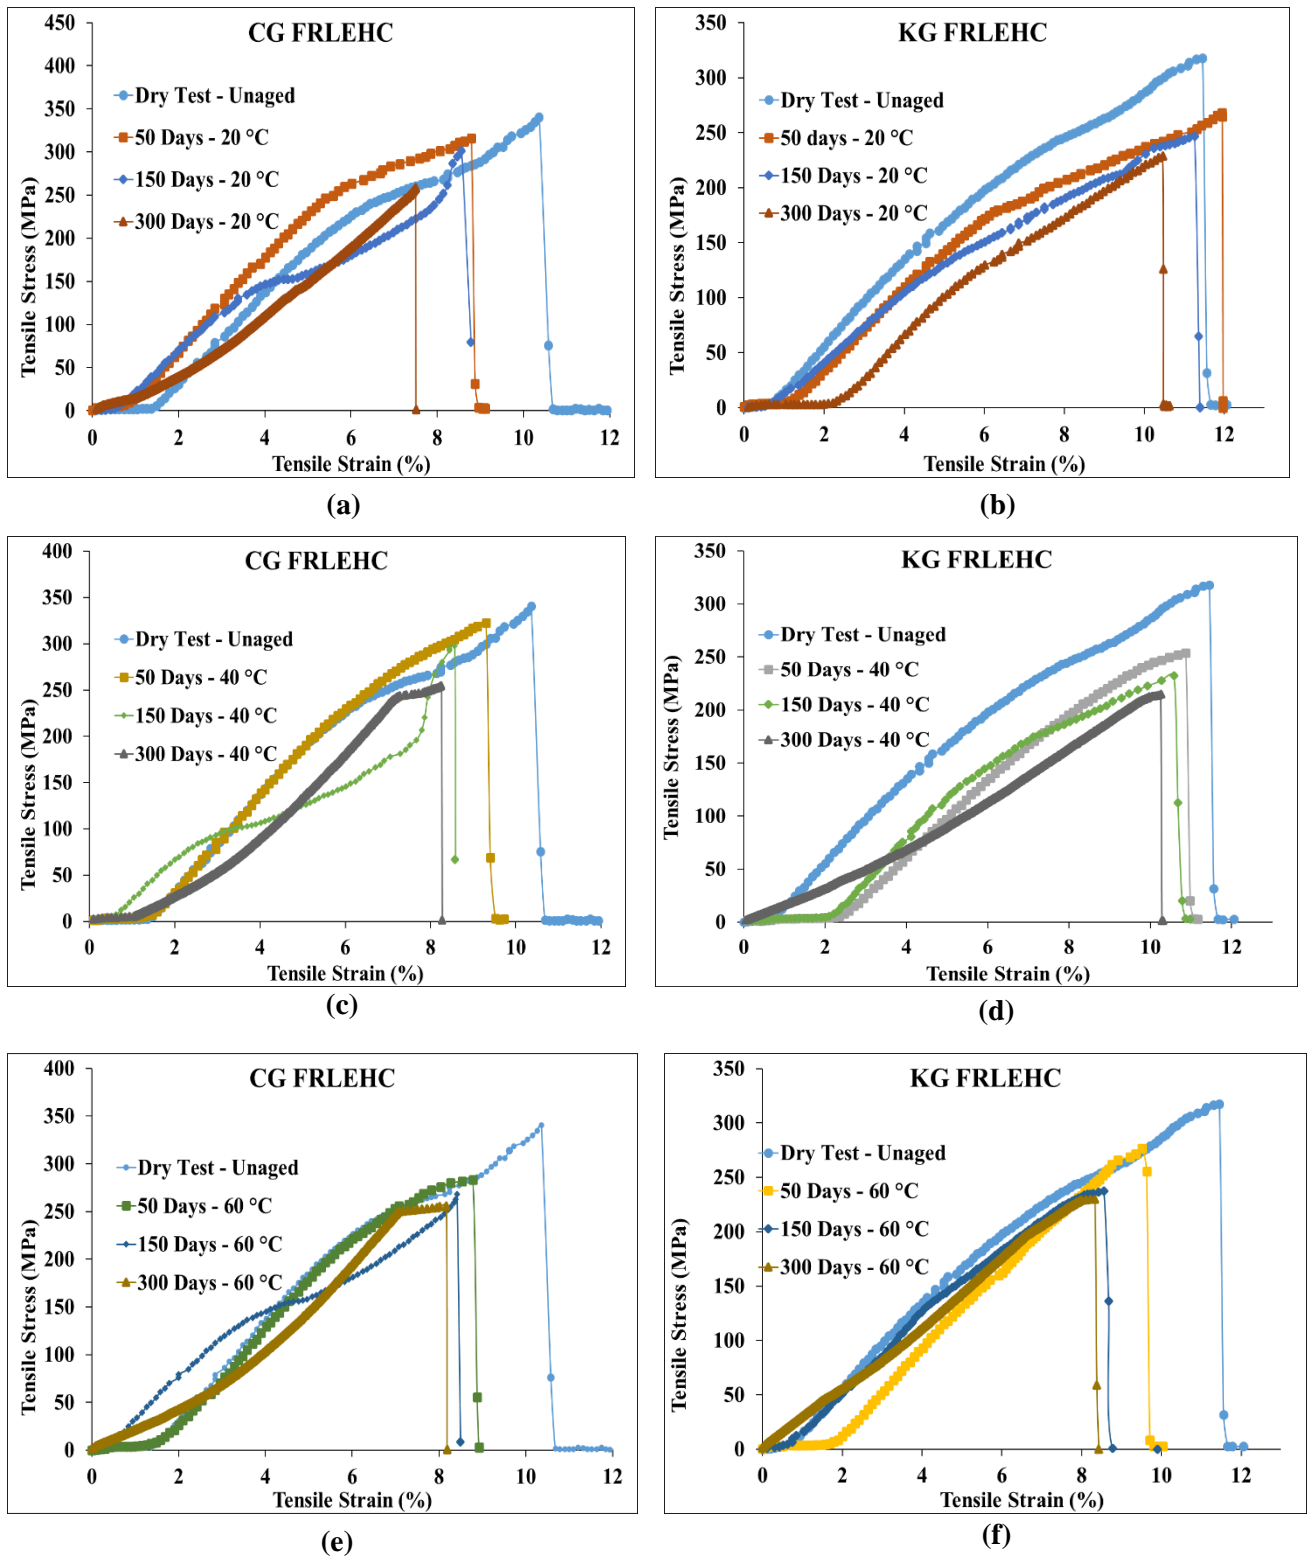 CG FRLEHC
450
400
350
300
250
200
150
100
50
0
Tensile Stress (MPa)
Dry Test - Unaged
50 Days - 20 °C
150 Days - 20 °C
300 Days - 20 °C
0 2 4 6 8 10 12
Tensile Strain (%)
(a)
KG FRLEHC
350
300
250
200
150
100
50
0
Tensile Stress (MPa)
Dry Test - Unaged
50 days - 20 °C
150 Days - 20 °C
300 Days - 20 °C
0 2 4 6 8 10 12
Tensile Strain (%)
(b)
CG FRLEHC
400
350
300
250
200
150
100
50
0
Tensile Stress (MPa)
Dry Test - Unaged
50 Days - 40 °C
150 Days - 40 °C
300 Days - 40 °C
0 2 4 6 8 10 12
Tensile Strain (%)
(c)
KG FRLEHC
350
300
250
200
150
100
50
0
Tensile Stress (MPa)
Dry Test - Unaged
50 Days - 40 °C
150 Days - 40 °C
300 Days - 40 °C
0 2 4 6 8 10 12
Tensile Strain (%)
(d)
CG FRLEHC
400
350
300
250
200
150
100
50
0
Tensile Stress (MPa)
Dry Test - Unaged
50 Days - 60 °C
150 Days - 60 °C
300 Days - 60 °C
0 2 4 6 8 10 12
Tensile Strain (%)
(e)
KG FRLEHC
350
300
250
200
150
100
50
0
Tensile Stress (MPa)
Dry Test - Unaged
50 Days - 60 °C
150 Days - 60 °C
300 Days - 60 °C
0 2 4 6 8 10 12
Tensile Strain (%)
(f)